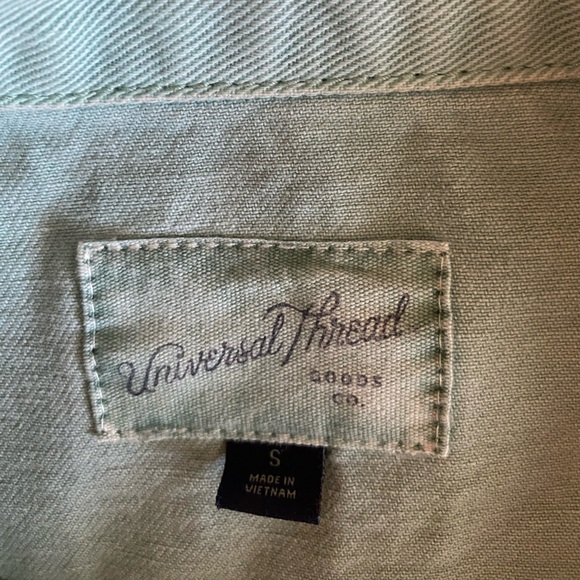 Universal Thread
GOODS
CO.
S
MADE IN
VIETNAM